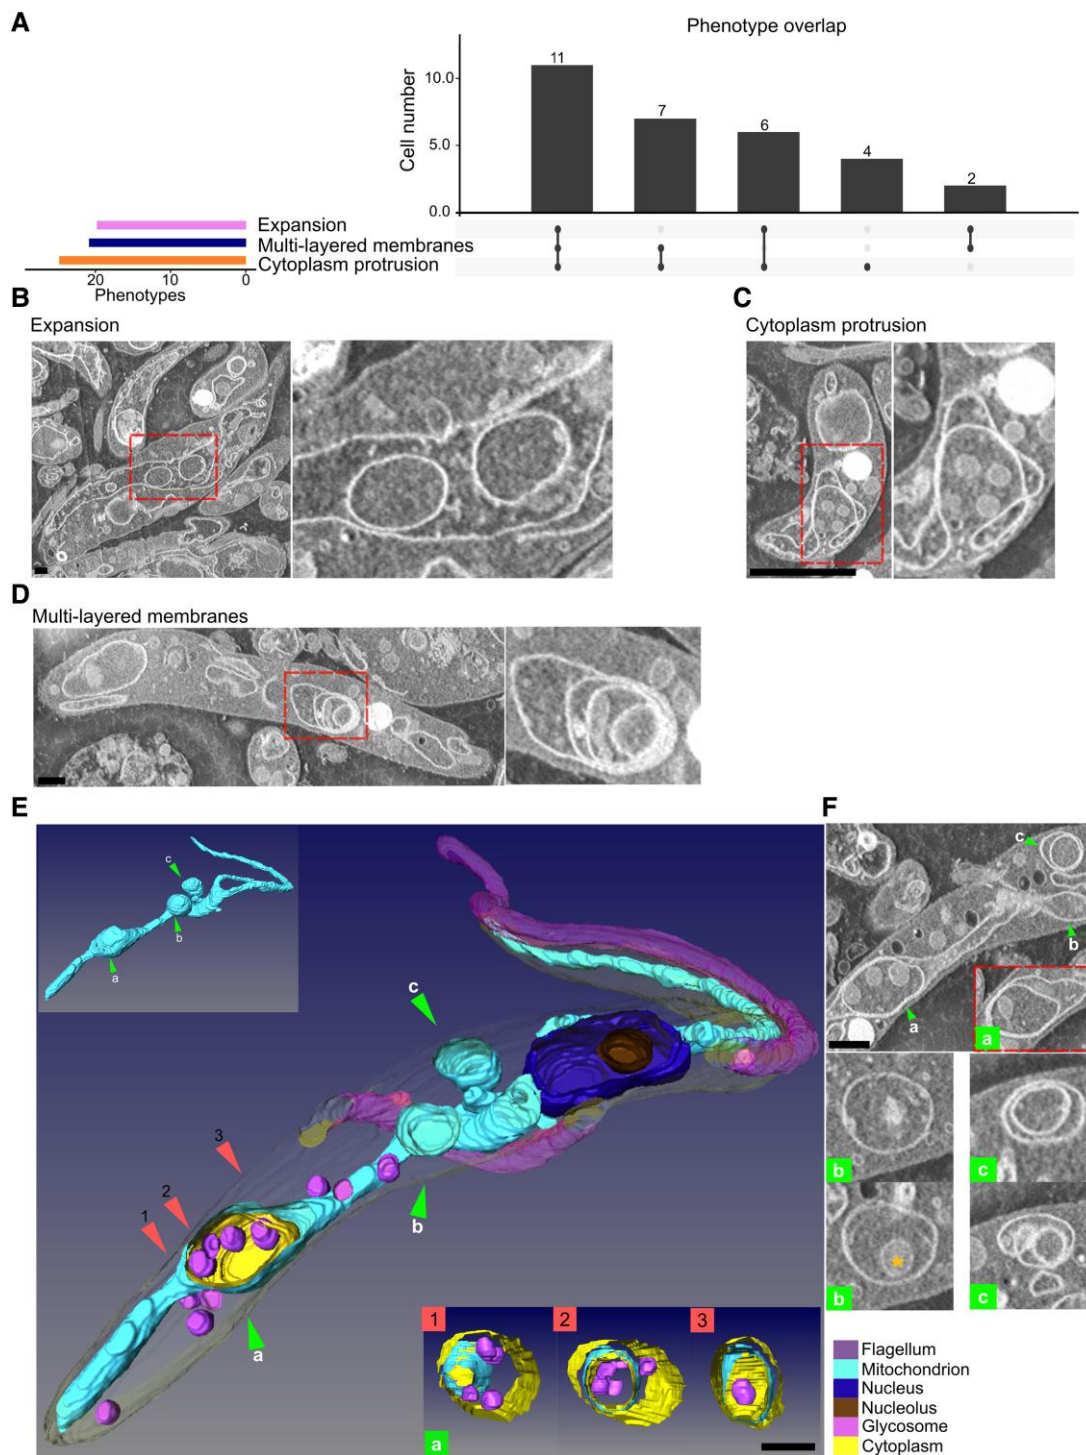 A
Phenotype overlap
Cell number
10.0
5.0
0.0
11
7
6
4
2
Expansion
Multi-layered membranes
Cytoplasm protrusion
20
10
0
Phenotypes
B
Expansion
C
Cytoplasm protrusion
D
Multi-layered membranes
E
c
b
a
c
3
2
1
b
a
1
2
3
a
F
c
b
a
a
b
c
b
*
c
Flagellum
Mitochondrion
Nucleus
Nucleolus
Glycosome
Cytoplasm